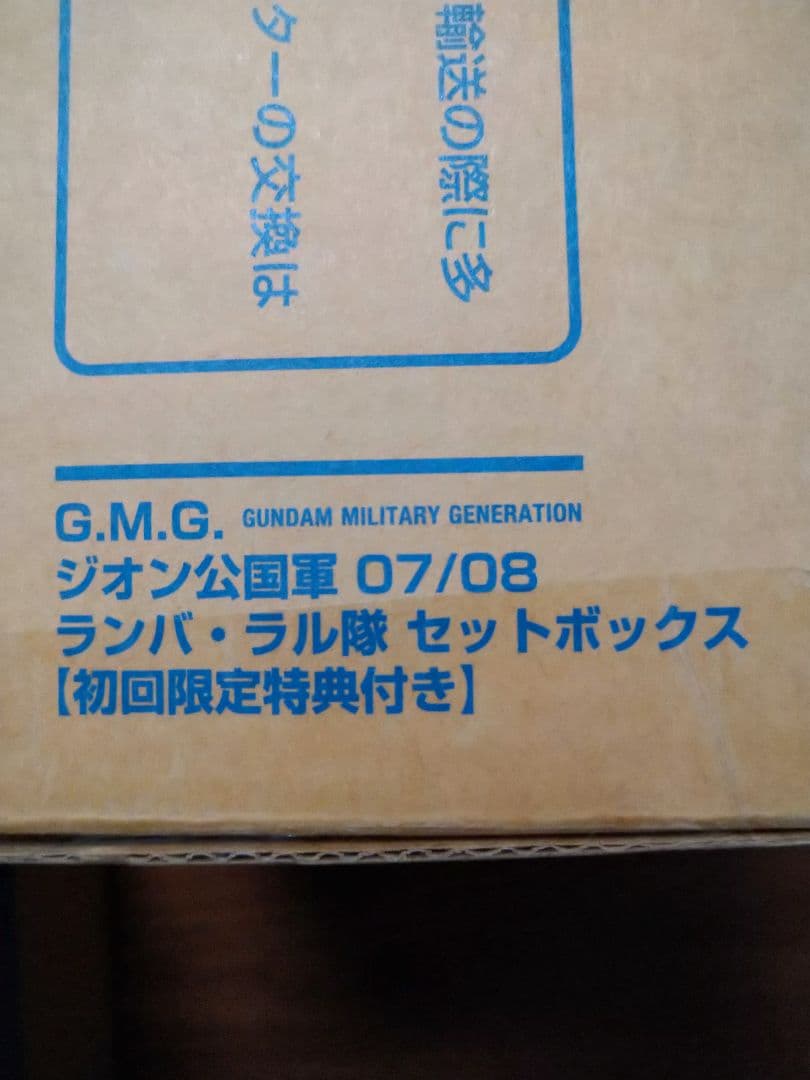 輸送の際に多
ターの交換は
G.M.G. GUNDAM MILITARY GENERATION
ジオン公国軍 07/08
ランバ・ラル隊 セットボックス
【初回限定特典付き】